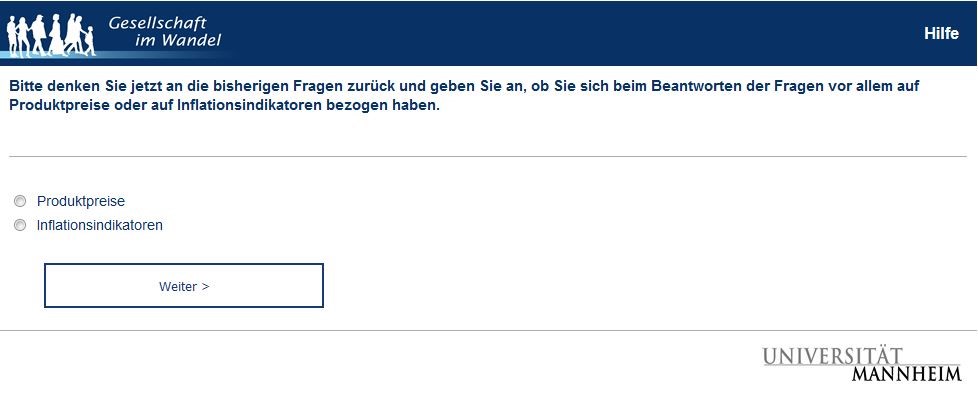 Gesellschaft
im Wandel
Hilfe
Bitte denken Sie jetzt an die bisherigen Fragen zurück und geben Sie an, ob Sie sich beim Beantworten der Fragen vor allem auf
Produktpreise oder auf Inflationsindikatoren bezogen haben.
Produktpreise
Inflationsindikatoren
Weiter >
UNIVERSITÄT
MANNHEIM